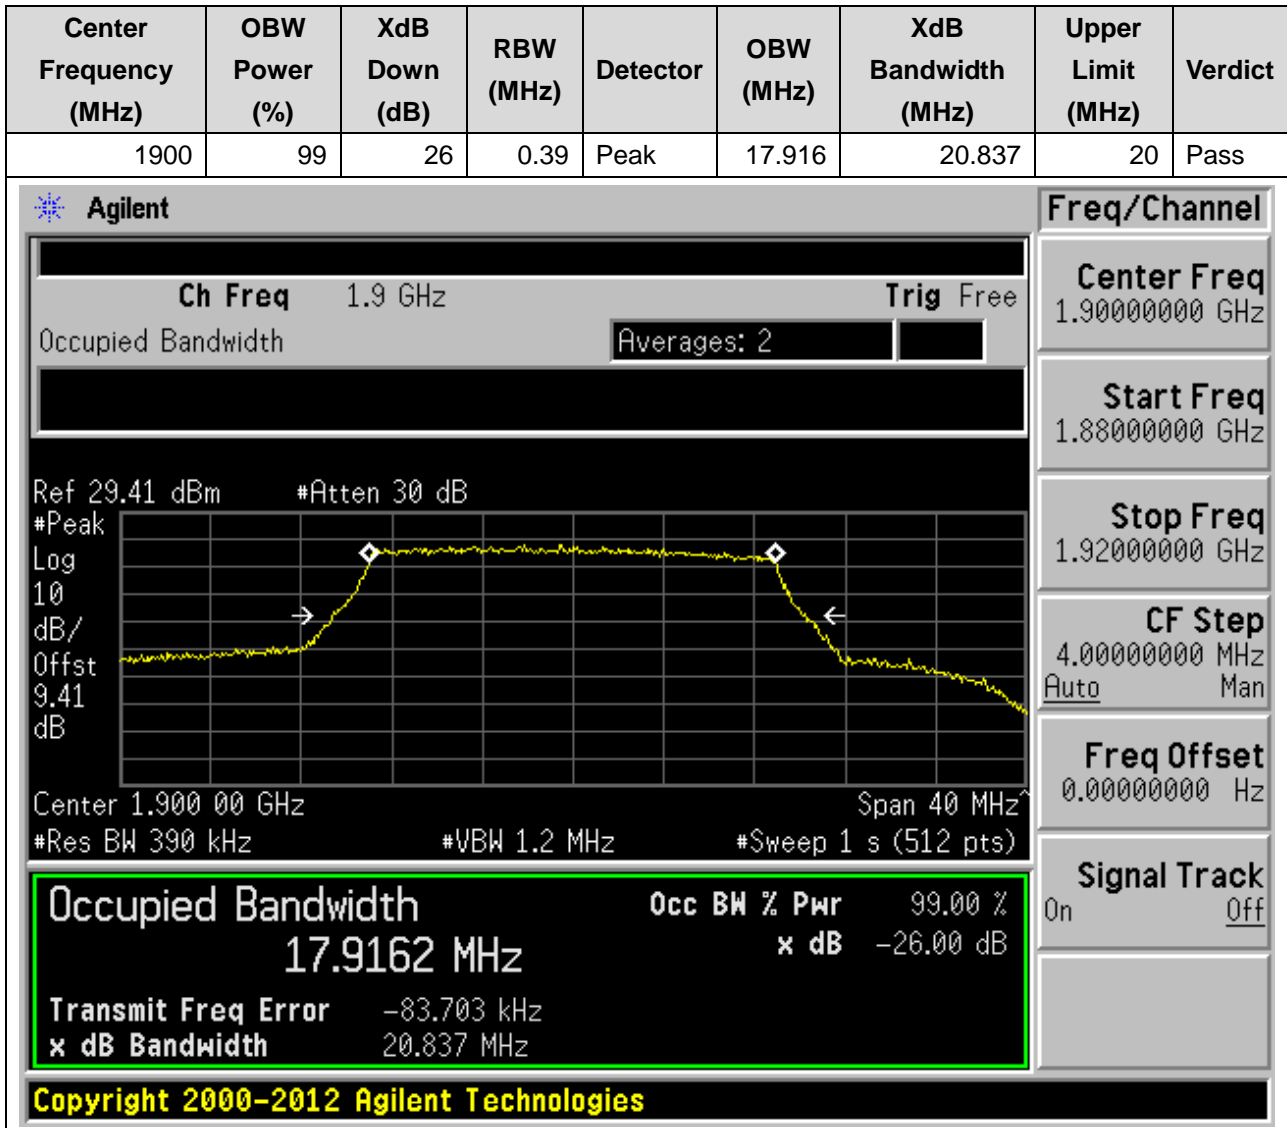 Center Frequency (MHz) OBW Power (%) XdB Down (dB) RBW (MHz) Detector OBW (MHz) XdB Bandwidth (MHz) Upper Limit (MHz) Verdict
1900 99 26 0.39 Peak 17.916 20.837 20 Pass
Agilent
Freq/Channel
Ch Freq 1.9 GHz Trig Free
Occupied Bandwidth Averages: 2
Center Freq
1.90000000 GHz
Start Freq
1.88000000 GHz
Stop Freq
1.92000000 GHz
CF Step
4.00000000 MHz
Auto Man
Freq Offset
0.00000000 Hz
Signal Track
On Off
Ref 29.41 dBm #Atten 30 dB
#Peak
Log
10
dB/
Offst
9.41
dB
Center 1.900 00 GHz Span 40 MHz^
#Res BW 390 kHz #VBW 1.2 MHz #Sweep 1 s (512 pts)
Occupied Bandwidth Occ BW % Pwr 99.00 %
17.9162 MHz x dB -26.00 dB
Transmit Freq Error -83.703 kHz
x dB Bandwidth 20.837 MHz
Copyright 2000-2012 Agilent Technologies